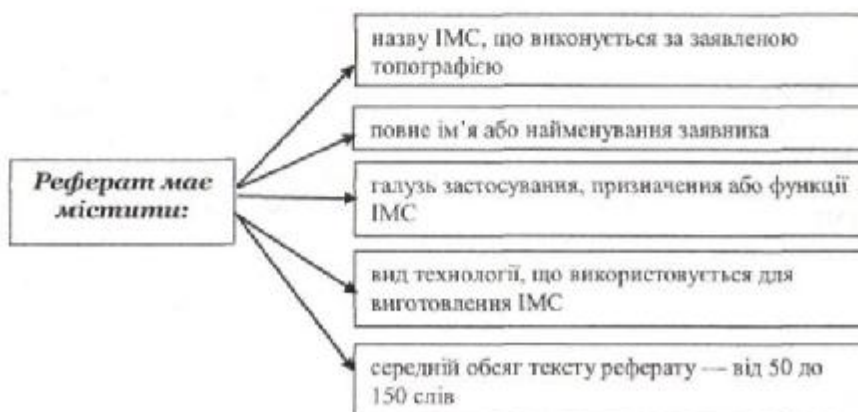 назву ІМС, що виконується за заявленою
топографією
повне ім’я або найменування заявника
Реферат має
містити:
галузь застосування, призначення або функції
ІМС
вид технології, що використовується для
виготовлення ІМС
середній обсяг тексту реферату — від 50 до
150 слів